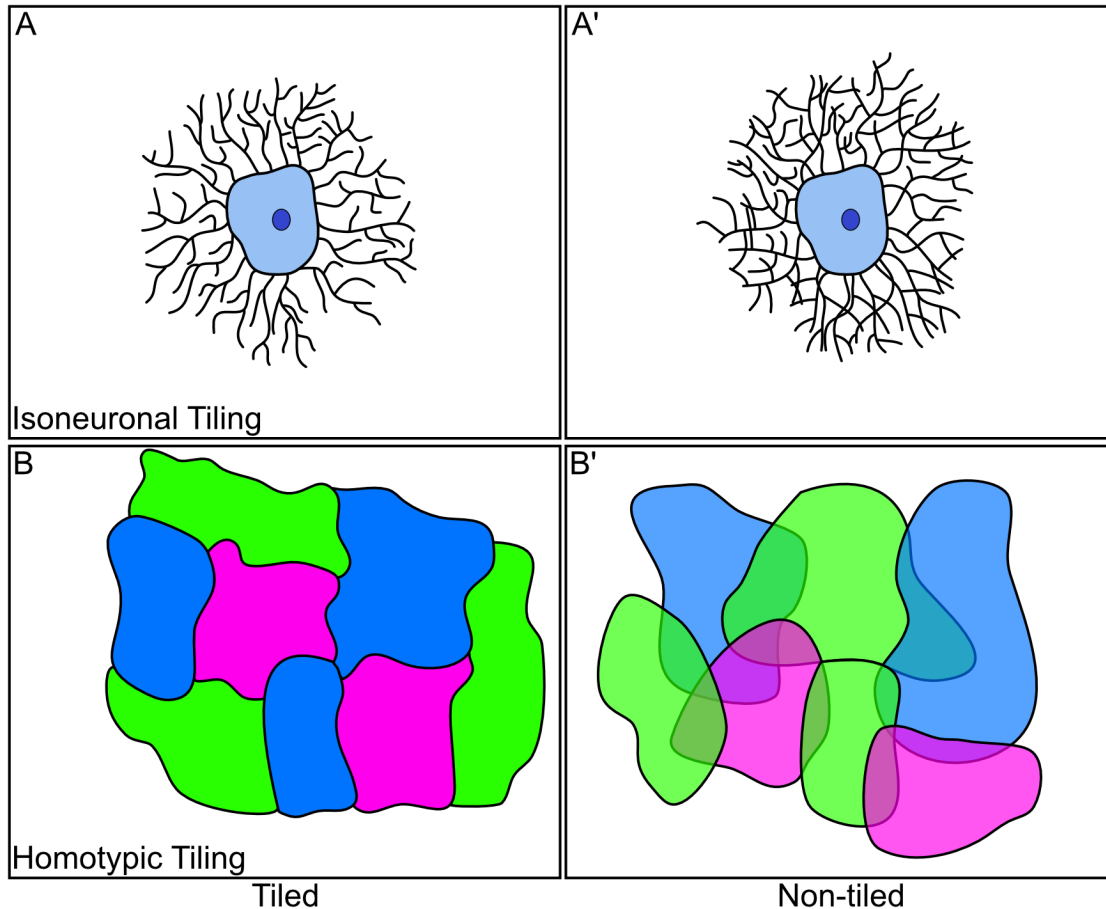 A
A'
Isoneuronal Tiling
B
B'
Homotypic Tiling
Tiled
Non-tiled